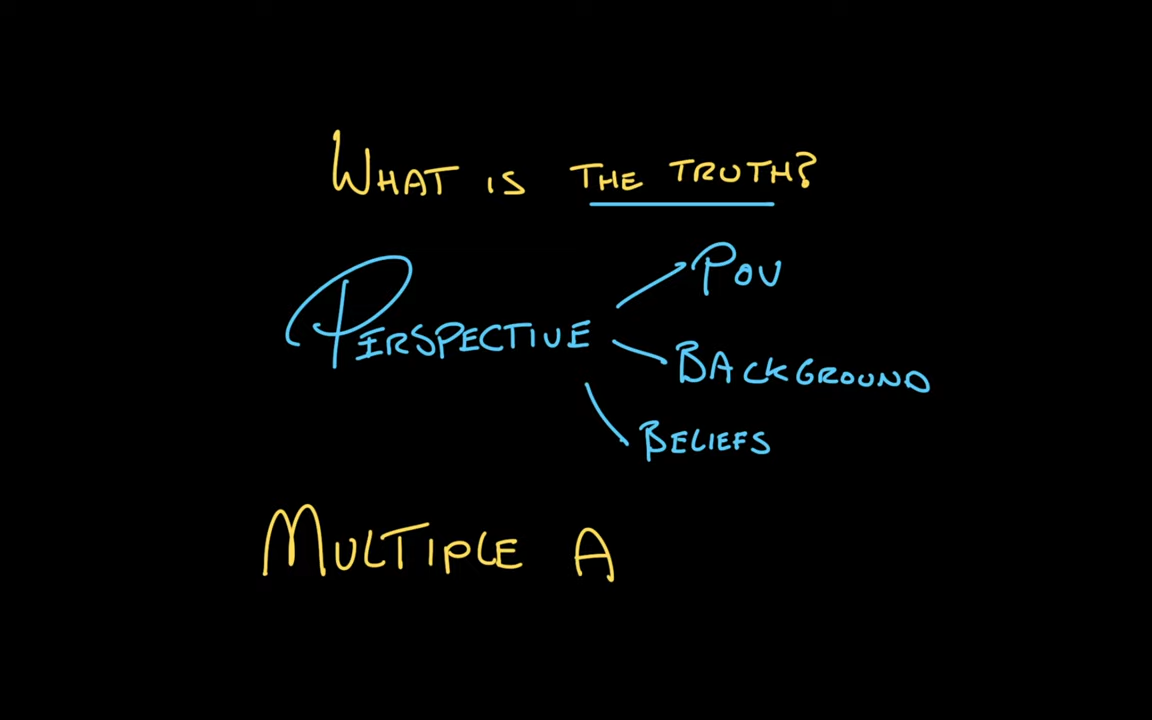 WHAT IS THE TRUTH?
PERSPECTIVE
POV
BACKGROUND
BELIEFS
MULTIPLE A